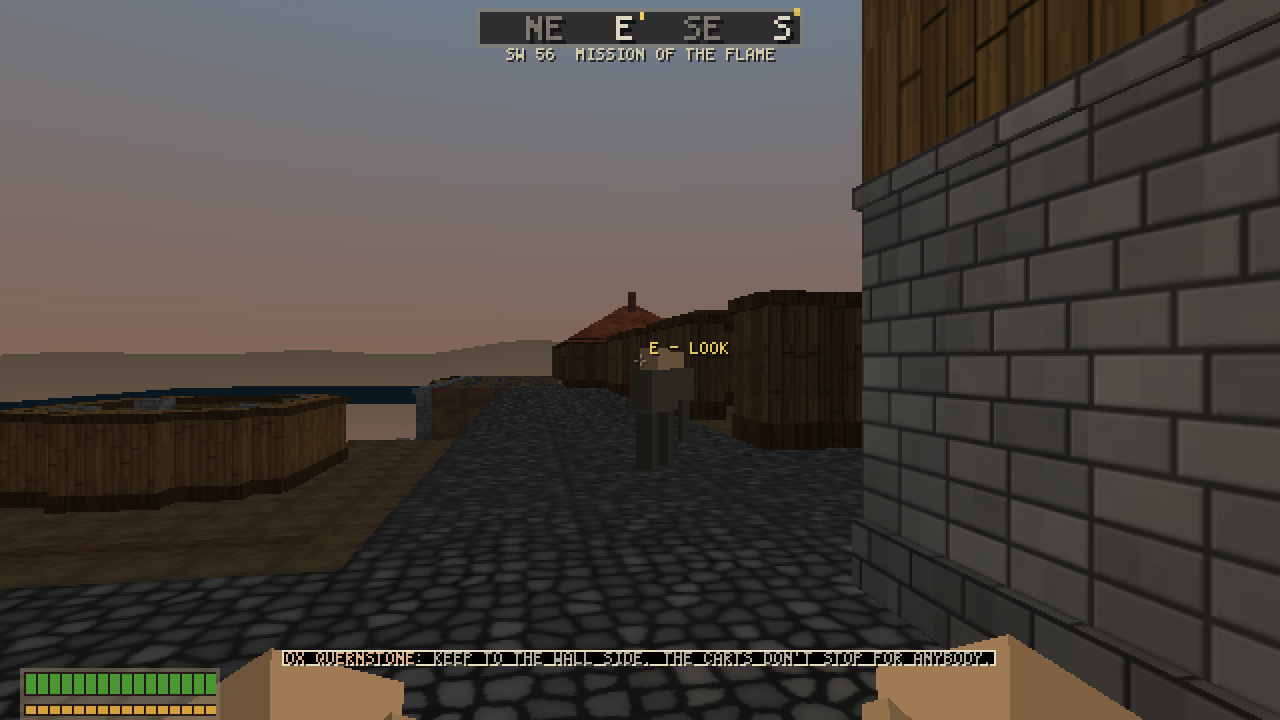 NE E SE S
SW 56 MISSION OF THE FLAME
E - LOOK
OX QUERNSTONE: KEEP TO THE WALL SIDE. THE CARTS DON'T STOP FOR ANYBODY.